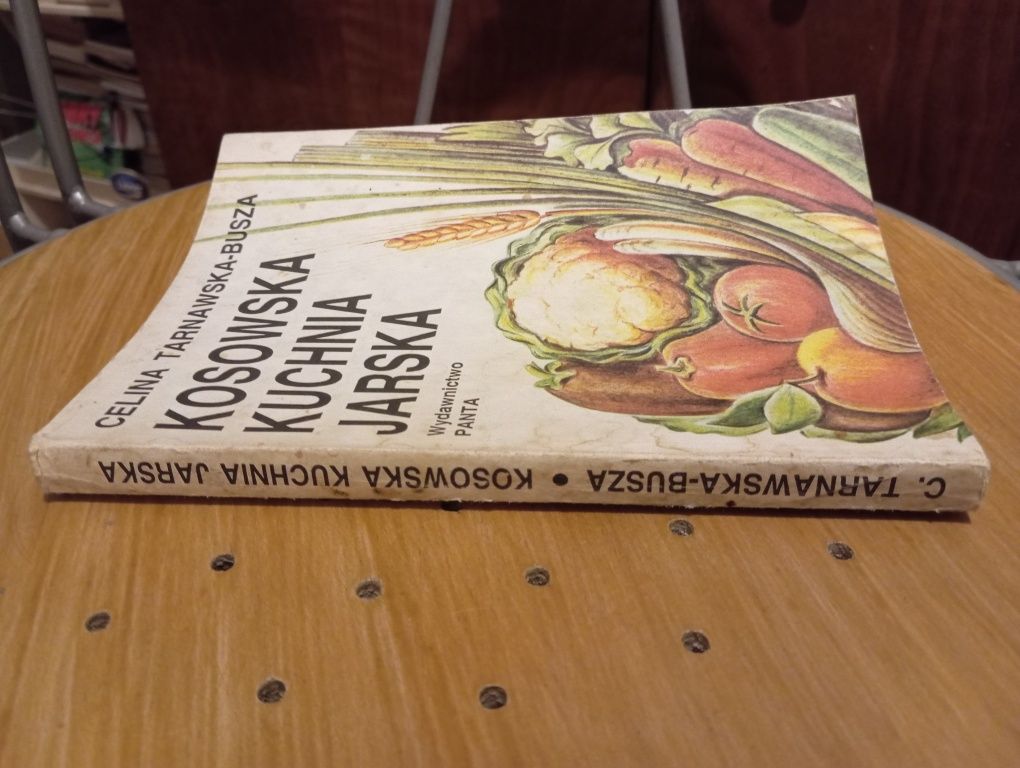 CELINA TARNAWSKA-BUSZA
KOSOWSKA
KUCHNIA
JARSKA
Wydawnictwo
PANTA
C. TARNAWSKA-BUSZA • KOSOWSKA KUCHNIA JARSKA